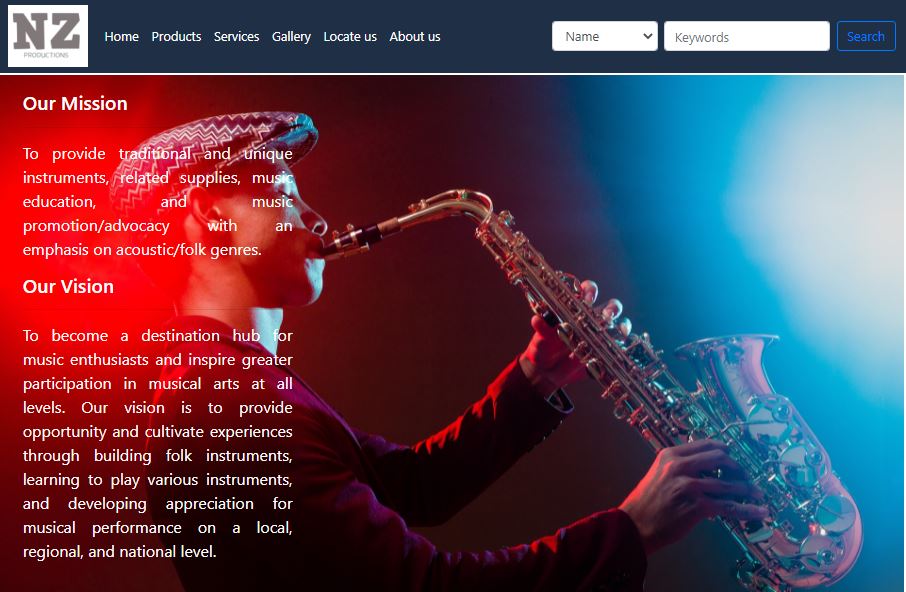 NZ
PRODUCTIONS
Home Products Services Gallery Locate us About us
Name Keywords Search
Our Mission
To provide traditional and unique
instruments, related supplies, music
education, and music
promotion/advocacy with an
emphasis on acoustic/folk genres.
Our Vision
To become a destination hub for
music enthusiasts and inspire greater
participation in musical arts at all
levels. Our vision is to provide
opportunity and cultivate experiences
through building folk instruments,
learning to play various instruments,
and developing appreciation for
musical performance on a local,
regional, and national level.